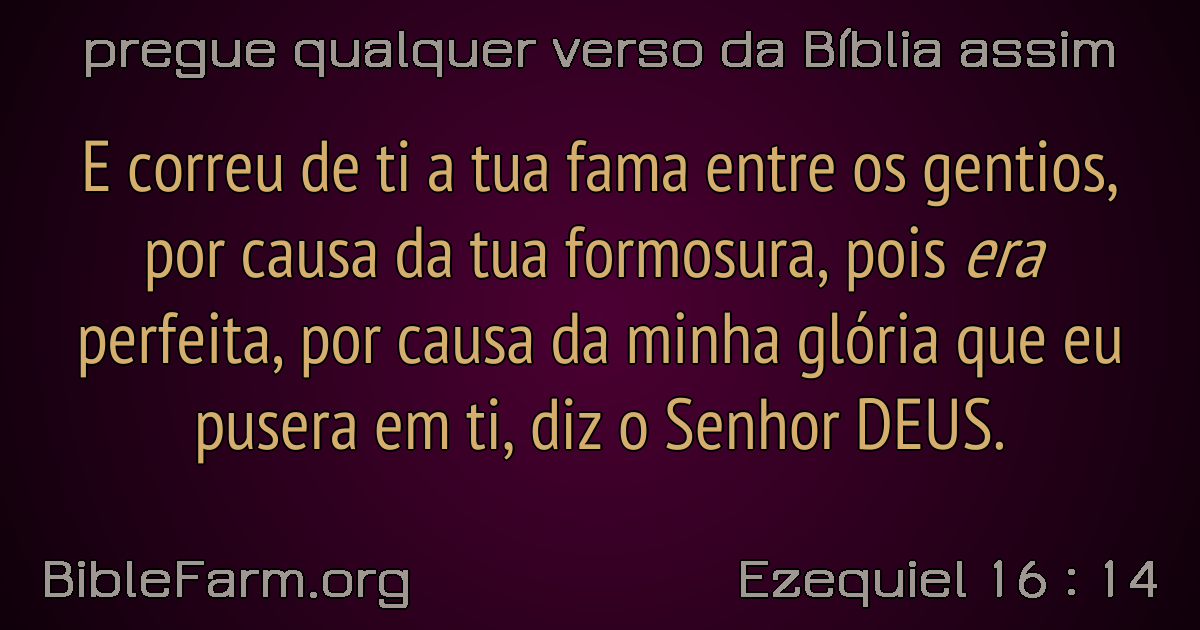 pregue qualquer verso da Bíblia assim
E correu de ti a tua fama entre os gentios,
por causa da tua formosura, pois era
perfeita, por causa da minha glória que eu
pusera em ti, diz o Senhor DEUS.
BibleFarm.org
Ezequiel 16 : 14